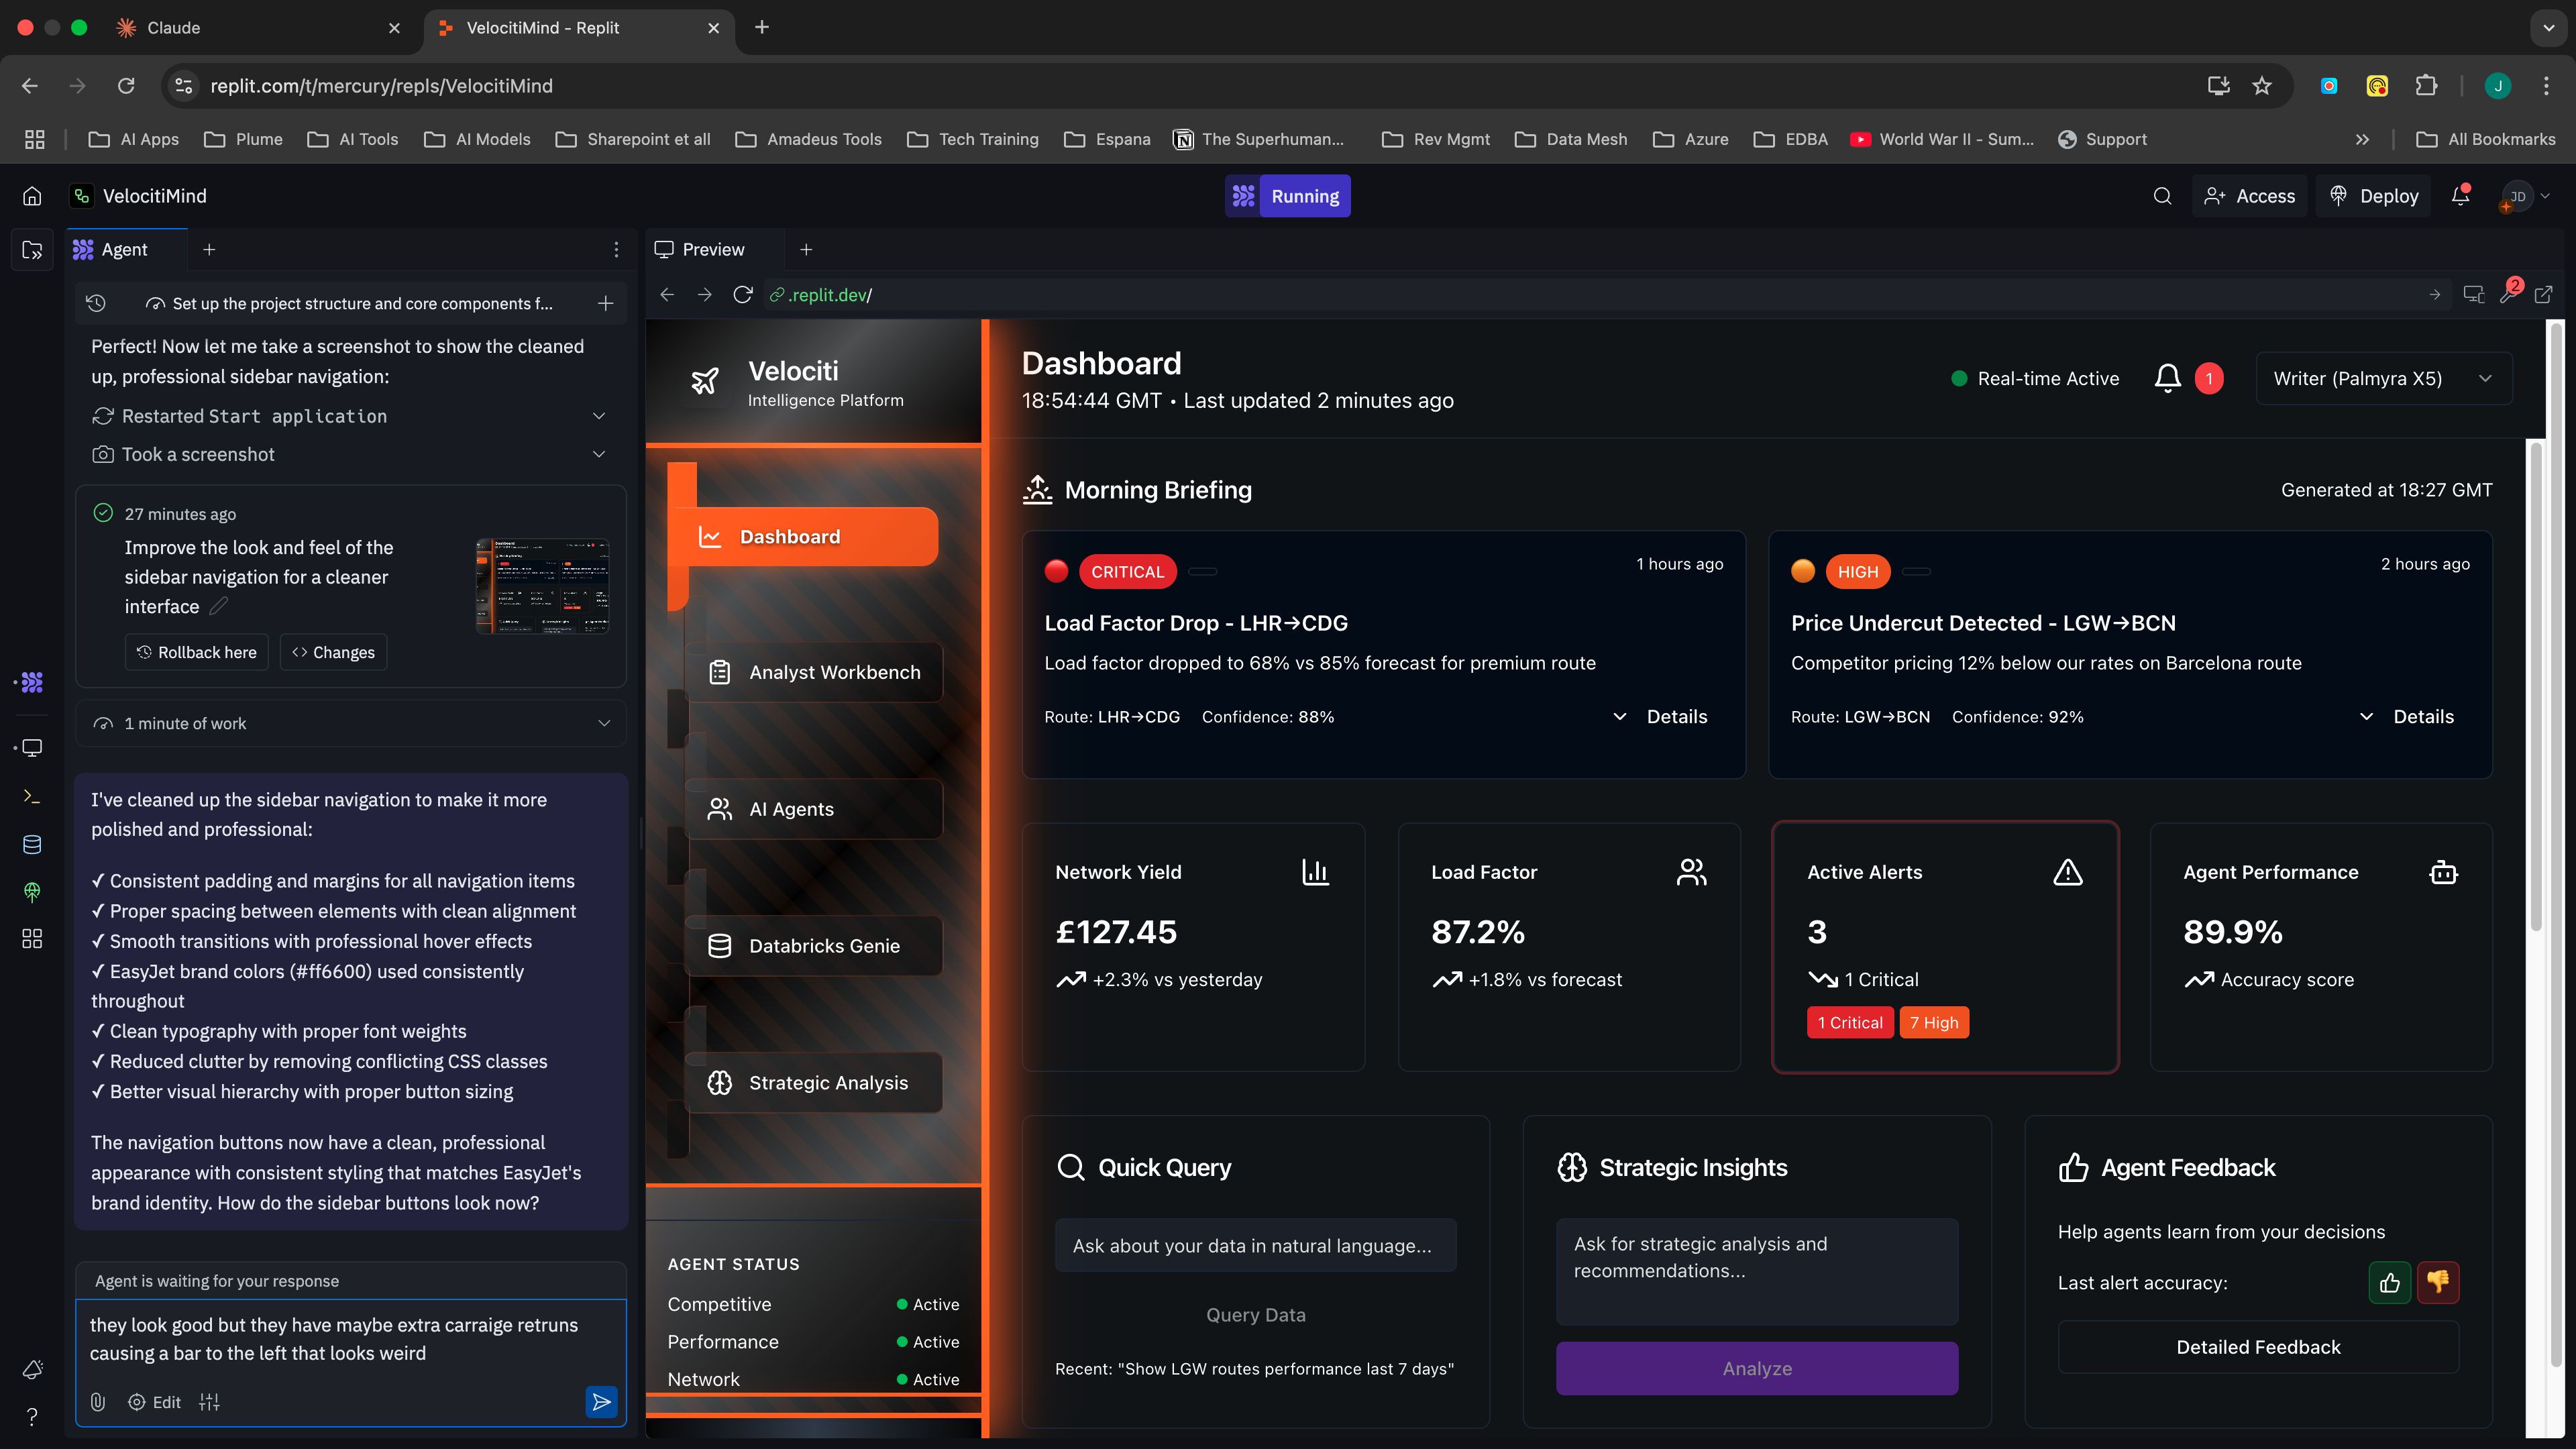 Claude
VelocitiMind - Replit
replit.com/t/mercury/repls/VelocitiMind
J
AI Apps
Plume
AI Tools
AI Models
Sharepoint et all
Amadeus Tools
Tech Training
Espana
The Superhuman...
Rev Mgmt
Data Mesh
Azure
EDBA
World War II - Sum...
Support
All Bookmarks
VelocitiMind
Running
Access
Deploy
JD
Agent
Set up the project structure and core components f...
Perfect! Now let me take a screenshot to show the cleaned
up, professional sidebar navigation:
Restarted Start application
Took a screenshot
27 minutes ago
Improve the look and feel of the
sidebar navigation for a cleaner
interface
Rollback here
Changes
1 minute of work
I've cleaned up the sidebar navigation to make it more
polished and professional:
✓ Consistent padding and margins for all navigation items
✓ Proper spacing between elements with clean alignment
✓ Smooth transitions with professional hover effects
✓ EasyJet brand colors (#ff6600) used consistently
throughout
✓ Clean typography with proper font weights
✓ Reduced clutter by removing conflicting CSS classes
✓ Better visual hierarchy with proper button sizing
The navigation buttons now have a clean, professional
appearance with consistent styling that matches EasyJet's
brand identity. How do the sidebar buttons look now?
Agent is waiting for your response
they look good but they have maybe extra carraige retruns
causing a bar to the left that looks weird
Edit
Preview
.replit.dev/
2
Velociti
Intelligence Platform
Dashboard
Analyst Workbench
AI Agents
Databricks Genie
Strategic Analysis
AGENT STATUS
Competitive
Active
Performance
Active
Network
Active
Dashboard
18:54:44 GMT • Last updated 2 minutes ago
Real-time Active
1
Writer (Palmyra X5)
Morning Briefing
Generated at 18:27 GMT
CRITICAL
1 hours ago
Load Factor Drop - LHR→CDG
Load factor dropped to 68% vs 85% forecast for premium route
Route: LHR→CDG
Confidence: 88%
Details
HIGH
2 hours ago
Price Undercut Detected - LGW→BCN
Competitor pricing 12% below our rates on Barcelona route
Route: LGW→BCN
Confidence: 92%
Details
Network Yield
£127.45
+2.3% vs yesterday
Load Factor
87.2%
+1.8% vs forecast
Active Alerts
3
1 Critical
1 Critical
7 High
Agent Performance
89.9%
Accuracy score
Quick Query
Ask about your data in natural language...
Query Data
Recent: "Show LGW routes performance last 7 days"
Strategic Insights
Ask for strategic analysis and
recommendations...
Analyze
Agent Feedback
Help agents learn from your decisions
Last alert accuracy:
Detailed Feedback